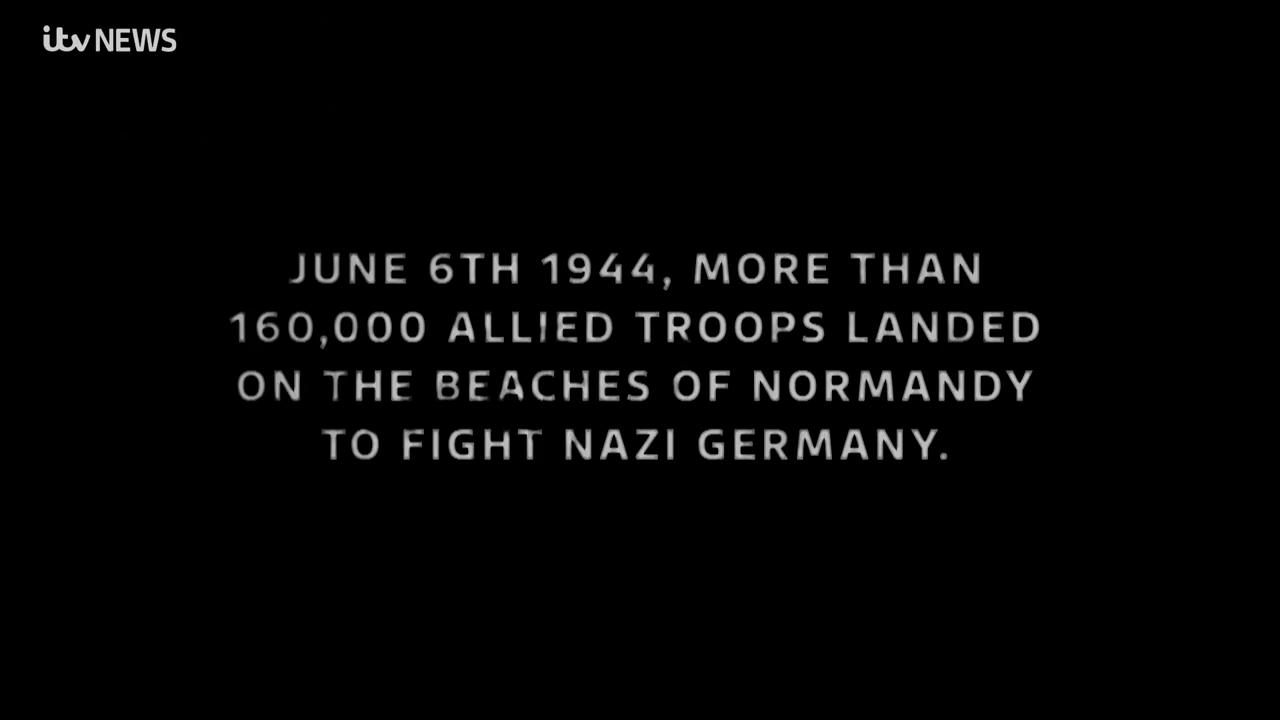 itv NEWS
JUNE 6TH 1944, MORE THAN
160,000 ALLIED TROOPS LANDED
ON THE BEACHES OF NORMANDY
TO FIGHT NAZI GERMANY.